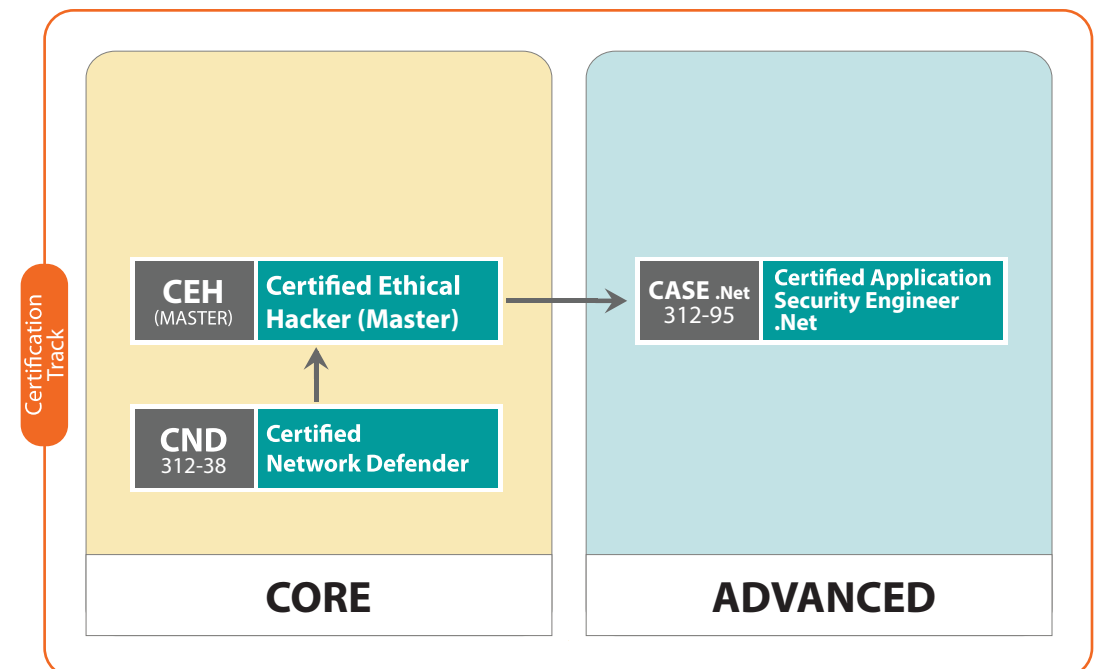 Certification
Track
CEH
(MASTER)
Certified Ethical
Hacker (Master)
CND
312-38
Certified
Network Defender
CORE
CASE .Net
312-95
Certified Application
Security Engineer
.Net
ADVANCED